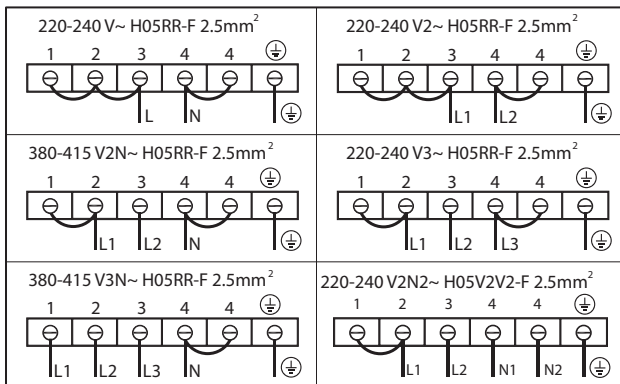 220-240 V~ H05RR-F 2.5mm²
1 2 3 4 4
L N
220-240 V2~ H05RR-F 2.5mm²
1 2 3 4 4
L1 L2
380-415 V2N~ H05RR-F 2.5mm²
1 2 3 4 4
L1 L2 N
220-240 V3~ H05RR-F 2.5mm²
1 2 3 4 4
L1 L2 L3
380-415 V3N~ H05RR-F 2.5mm²
1 2 3 4 4
L1 L2 L3 N
220-240 V2N2~ H05V2V2-F 2.5mm²
1 2 3 4 4
L1 L2 N1 N2